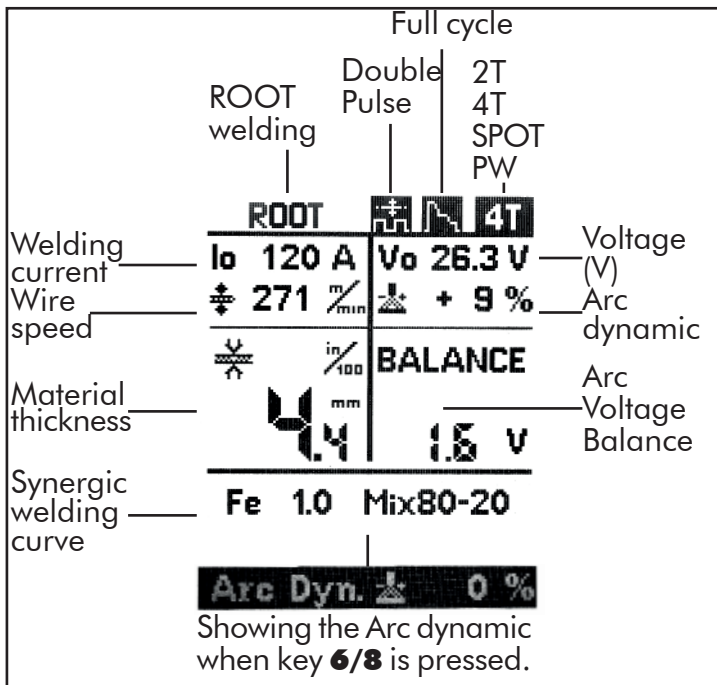 Full cycle
Double
Pulse
2T
4T
SPOT
PW
ROOT
welding
ROOT
4T
Welding
current
Io 120 A
Vo 26.3 V
Voltage
(V)
Wire
speed
271 m/min
+ 9 %
Arc
dynamic
in/100
BALANCE
Material
thickness
mm
4.4
1.6 V
Arc
Voltage
Balance
Synergic
welding
curve
Fe 1.0 Mix80-20
Arc Dyn. 0 %
Showing the Arc dynamic
when key 6/8 is pressed.